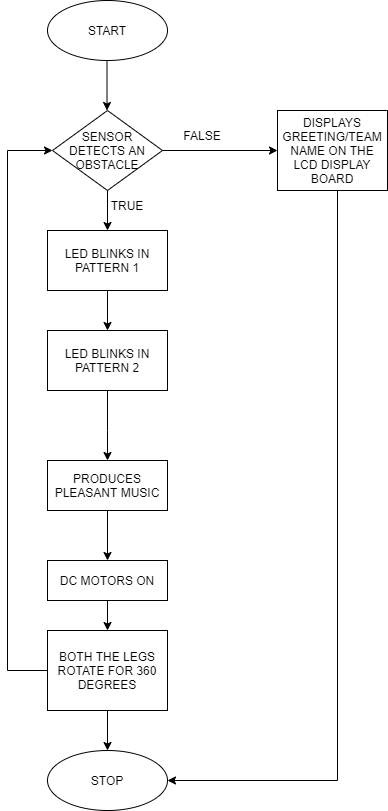 START
SENSOR
DETECTS AN
OBSTACLE
FALSE
DISPLAYS
GREETING/TEAM
NAME ON THE
LCD DISPLAY
BOARD
TRUE
LED BLINKS IN
PATTERN 1
LED BLINKS IN
PATTERN 2
PRODUCES
PLEASANT MUSIC
DC MOTORS ON
BOTH THE LEGS
ROTATE FOR 360
DEGREES
STOP